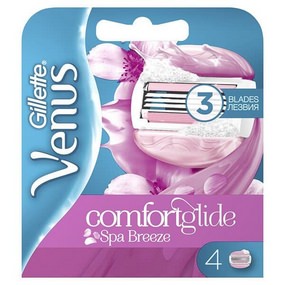 Gillette
Venus
3
BLADES
ЛЕЗВИЯ
comfortglide
Spa Breeze
4